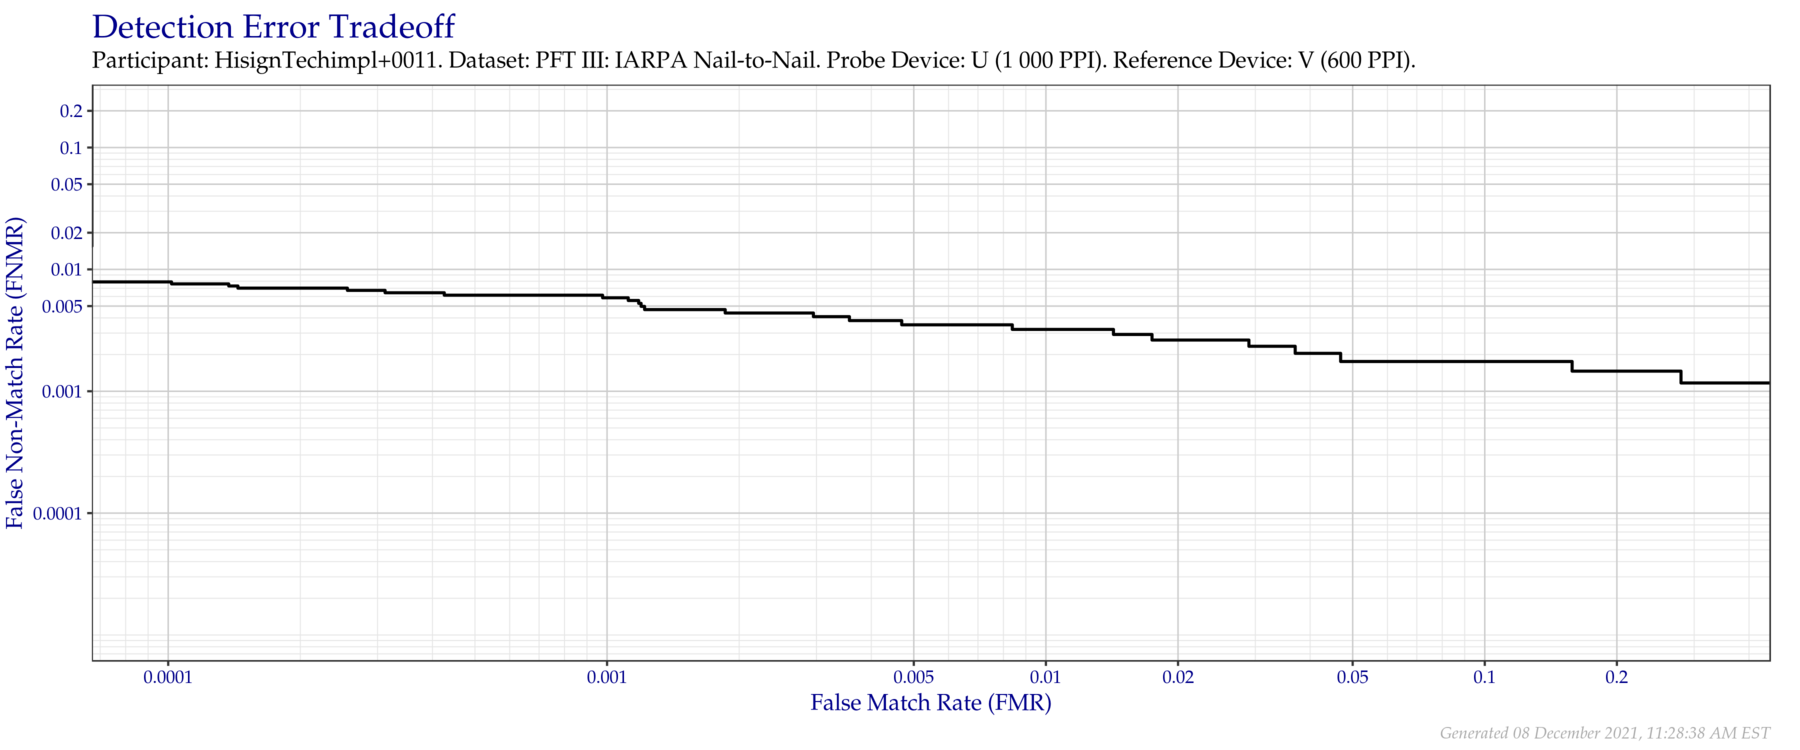 Detection Error Tradeoff
Participant: HisignTechimpl+0011. Dataset: PFT III: IARPA Nail-to-Nail. Probe Device: U (1 000 PPI). Reference Device: V (600 PPI).
False Non-Match Rate (FNMR)
0.2
0.1
0.05
0.02
0.01
0.005
0.001
0.0001
0.0001 0.001 0.005 0.01 0.02 0.05 0.1 0.2
False Match Rate (FMR)
Generated 08 December 2021, 11:28:38 AM EST